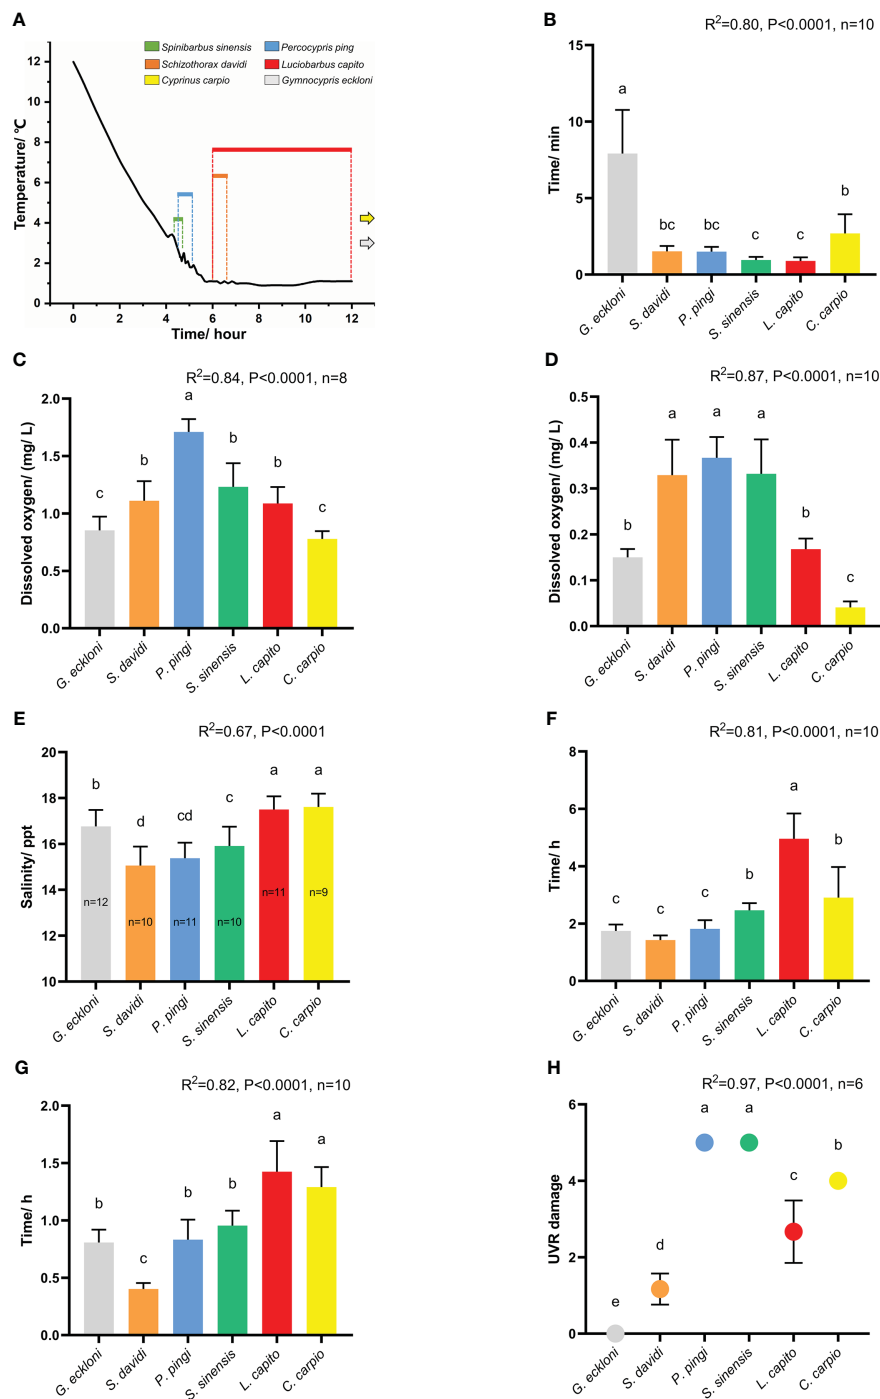 A
Spinibarbus sinensis
Percocypris ping
Schizothorax davidi
Luciobarbus capito
Cyprinus carpio
Gymnocypris eckloni
Temperature/ ℃
12
10
8
6
4
2
0
0 2 4 6 8 10 12
Time/ hour
B
R²=0.80, P<0.0001, n=10
Time/ min
15
10
5
0
a
bc
bc
c
c
b
G. eckloni
S. davidi
P. pingi
S. sinensis
L. capito
C. carpio
C
R²=0.84, P<0.0001, n=8
Dissolved oxygen/ (mg/ L)
2.0
1.5
1.0
0.5
0.0
c
b
a
b
b
c
G. eckloni
S. davidi
P. pingi
S. sinensis
L. capito
C. carpio
D
R²=0.87, P<0.0001, n=10
Dissolved oxygen/ (mg/ L)
0.5
0.4
0.3
0.2
0.1
0.0
b
a
a
a
b
c
G. eckloni
S. davidi
P. pingi
S. sinensis
L. capito
C. carpio
E
R²=0.67, P<0.0001
Salinity/ ppt
20
18
16
14
12
10
b
d
cd
c
a
a
n=12
n=10
n=11
n=10
n=11
n=9
G. eckloni
S. davidi
P. pingi
S. sinensis
L. capito
C. carpio
F
R²=0.81, P<0.0001, n=10
Time/ h
8
6
4
2
0
c
c
c
b
a
b
G. eckloni
S. davidi
P. pingi
S. sinensis
L. capito
C. carpio
G
R²=0.82, P<0.0001, n=10
Time/ h
2.0
1.5
1.0
0.5
0.0
b
c
b
b
a
a
G. eckloni
S. davidi
P. pingi
S. sinensis
L. capito
C. carpio
H
R²=0.97, P<0.0001, n=6
UVR damage
6
4
2
0
e
d
a
a
c
b
G. eckloni
S. davidi
P. pingi
S. sinensis
L. capito
C. carpio